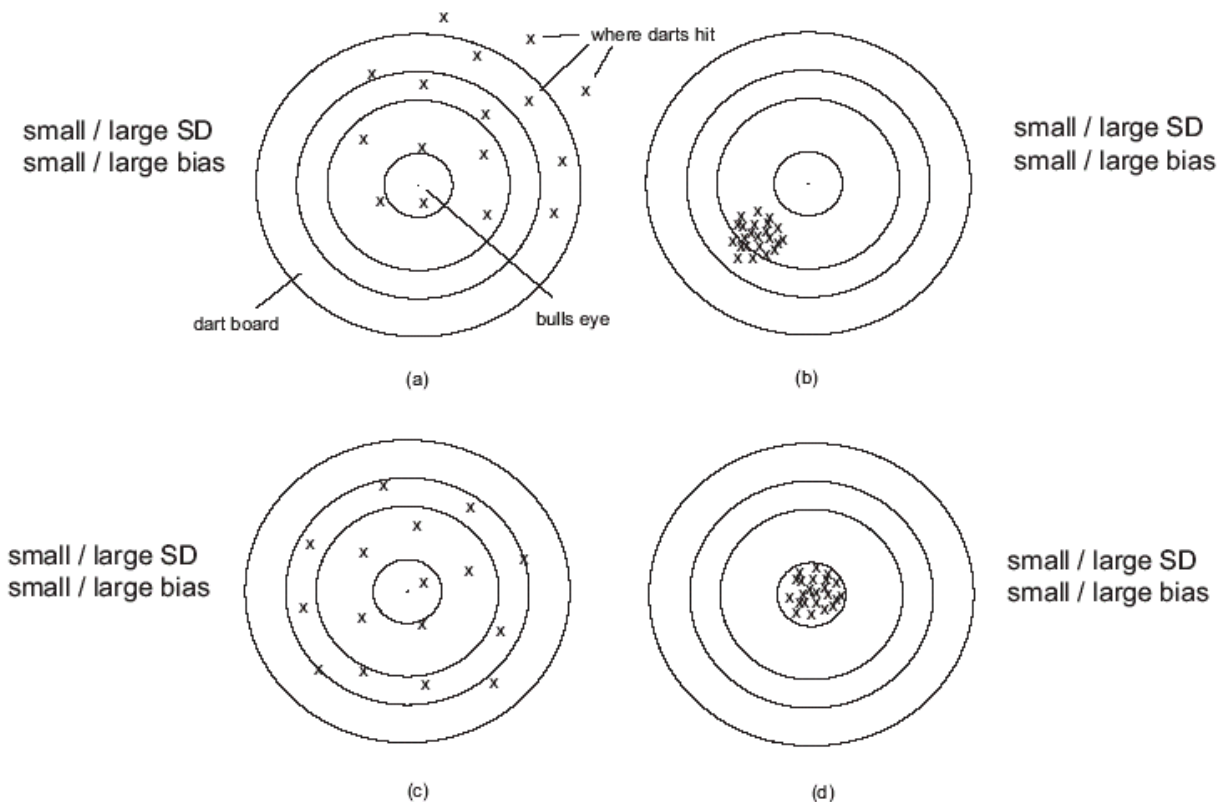 where darts hit
small / large SD
small / large bias
small / large SD
small / large bias
dart board
bulls eye
(a)
(b)
small / large SD
small / large bias
small / large SD
small / large bias
(c)
(d)